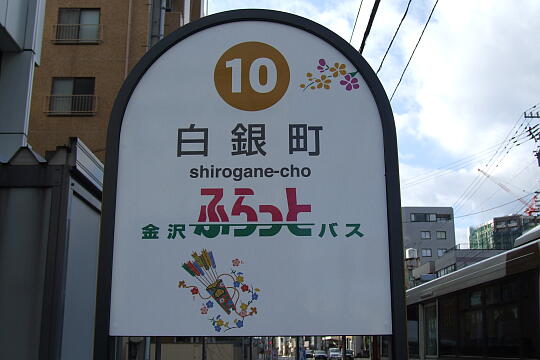 10
白銀町
shirogane-cho
金沢ふらっとバス